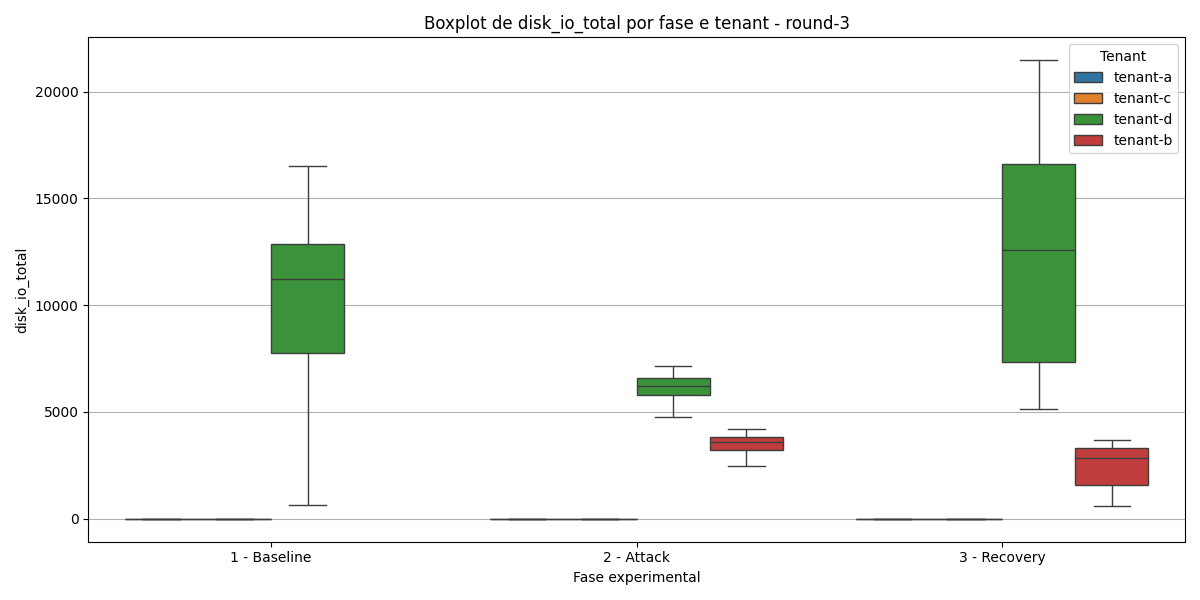 Boxplot de disk_io_total por fase e tenant - round-3
Tenant
tenant-a
tenant-c
tenant-d
tenant-b
20000
15000
10000
5000
0
disk_io_total
1 - Baseline
2 - Attack
3 - Recovery
Fase experimental